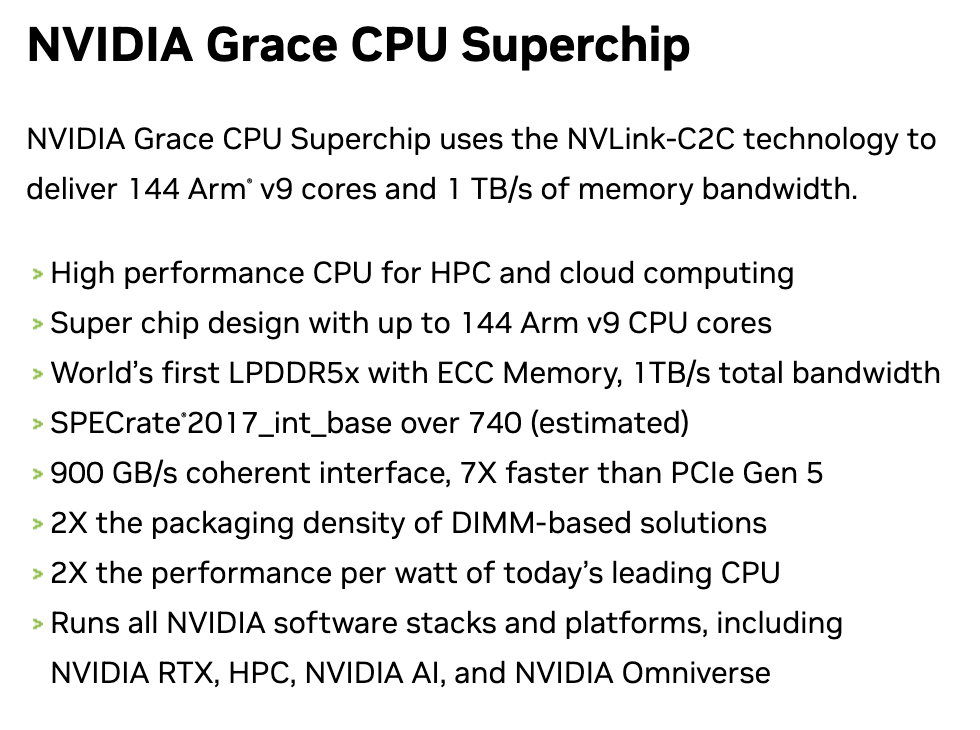 NVIDIA Grace CPU Superchip
NVIDIA Grace CPU Superchip uses the NVLink-C2C technology to
deliver 144 Arm® v9 cores and 1 TB/s of memory bandwidth.
> High performance CPU for HPC and cloud computing
> Super chip design with up to 144 Arm v9 CPU cores
> World’s first LPDDR5x with ECC Memory, 1TB/s total bandwidth
> SPECrate®2017_int_base over 740 (estimated)
> 900 GB/s coherent interface, 7X faster than PCIe Gen 5
> 2X the packaging density of DIMM-based solutions
> 2X the performance per watt of today’s leading CPU
> Runs all NVIDIA software stacks and platforms, including
NVIDIA RTX, HPC, NVIDIA AI, and NVIDIA Omniverse